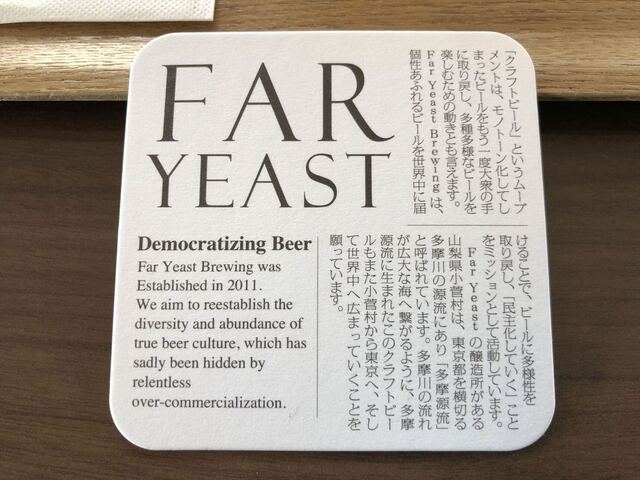 FAR
YEAST
「クラフトビール」というムーブ
メントは、モノトーン化してし
まったビールをもう一度大衆の手
に取り戻し、多種多様なビールを
楽しむための動きとも言えます。
Far Yeast Brewing は、
個性あふれるビールを世界中に届
けることで、ビールに多様性を
取り戻し、「民主化していく」こと
をミッションとして活動しています。
Far Yeast の醸造所がある
山梨県小菅村は、東京都を横切る
多摩川の源流にあり「多摩源流」
と呼ばれています。多摩川の流れ
が広大な海へ繋がるように、多摩
源流に生まれたこのクラフトビー
ルもまた小菅村から東京へ、そし
て世界中へ広まっていくことを
願っています。
Democratizing Beer
Far Yeast Brewing was
Established in 2011.
We aim to reestablish the
diversity and abundance of
true beer culture, which has
sadly been hidden by
relentless
over-commercialization.